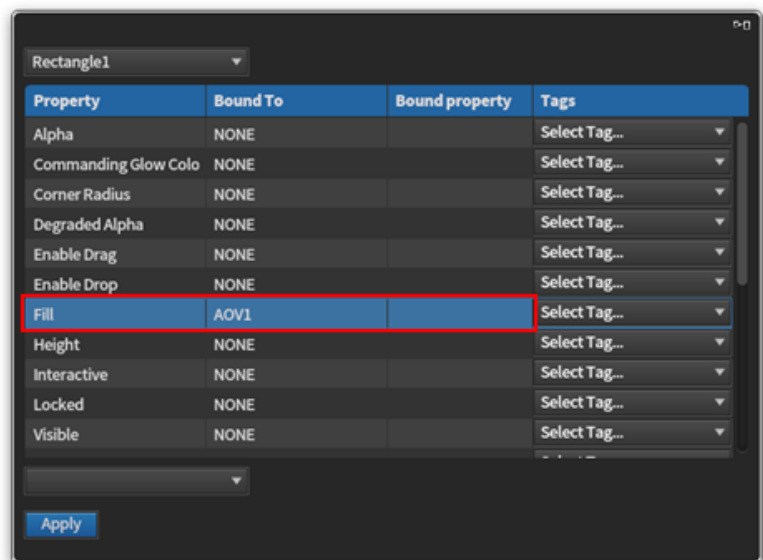 Rectangle1
Property Bound To Bound property Tags
Alpha NONE Select Tag...
Commanding Glow Colo NONE Select Tag...
Corner Radius NONE Select Tag...
Degraded Alpha NONE Select Tag...
Enable Drag NONE Select Tag...
Enable Drop NONE Select Tag...
Fill AOV1 Select Tag...
Height NONE Select Tag...
Interactive NONE Select Tag...
Locked NONE Select Tag...
Visible NONE Select Tag...
Apply